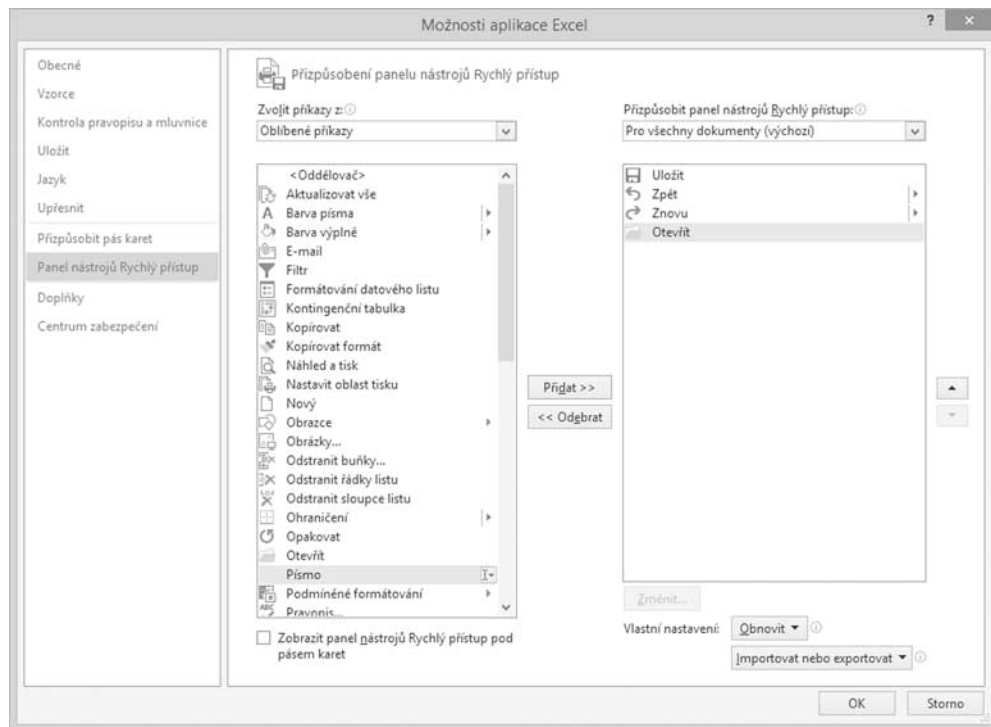 Možnosti aplikace Excel
?
Obecné
Vzorce
Kontrola pravopisu a mluvnice
Uložit
Jazyk
Upřesnit
Přizpůsobit pás karet
Panel nástrojů Rychlý přístup
Doplňky
Centrum zabezpečení
Přizpůsobení panelu nástrojů Rychlý přístup
Zvolit příkazy z:
Oblíbené příkazy
<Oddělovač>
Aktualizovat vše
Barva písma
Barva výplně
E-mail
Filtr
Formátování datového listu
Kontingenční tabulka
Kopírovat
Kopírovat formát
Náhled a tisk
Nastavit oblast tisku
Nový
Obrazce
Obrázky...
Odstranit buňky...
Odstranit řádky listu
Odstranit sloupce listu
Ohraničení
Opakovat
Otevřít
Písmo
Podmíněné formátování
Pravopis...
Zobrazit panel nástrojů Rychlý přístup pod
pásem karet
Přidat >>
<< Odebrat
Přizpůsobit panel nástrojů Rychlý přístup:
Pro všechny dokumenty (výchozí)
Uložit
Zpět
Znovu
Otevřít
Změnit...
Vlastní nastavení: Obnovit
Importovat nebo exportovat
OK Storno